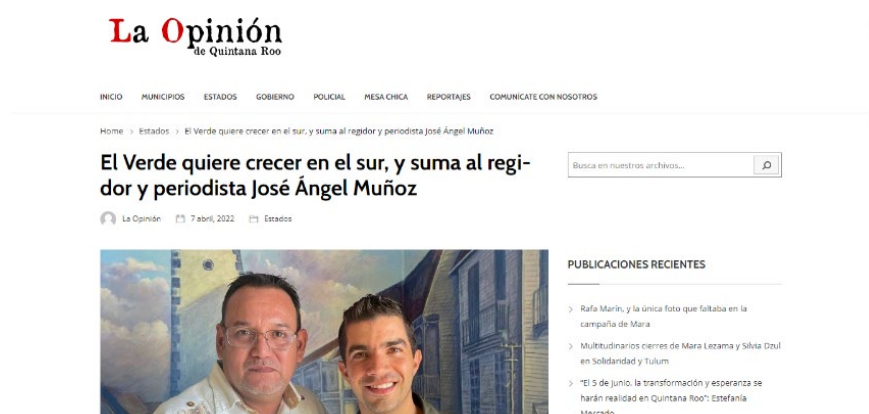 La Opinión
de Quintana Roo
INICIO MUNICIPIOS ESTADOS GOBIERNO POLICIAL MESA CHICA REPORTAJES COMUNÍCATE CON NOSOTROS
Home > Estados > El Verde quiere crecer en el sur, y suma al regidor y periodista José Ángel Muñoz
El Verde quiere crecer en el sur, y suma al regi-
dor y periodista José Ángel Muñoz
La Opinión 7 abril, 2022 Estados
Busca en nuestros archivos...
PUBLICACIONES RECIENTES
> Rafa Marín, y la única foto que faltaba en la
campaña de Mara
> Multitudinarios cierres de Mara Lezama y Silvia Dzul
en Solidaridad y Tulum
> "El 5 de junio, la transformación y esperanza se
harán realidad en Quintana Roo": Estefanía
Mercado